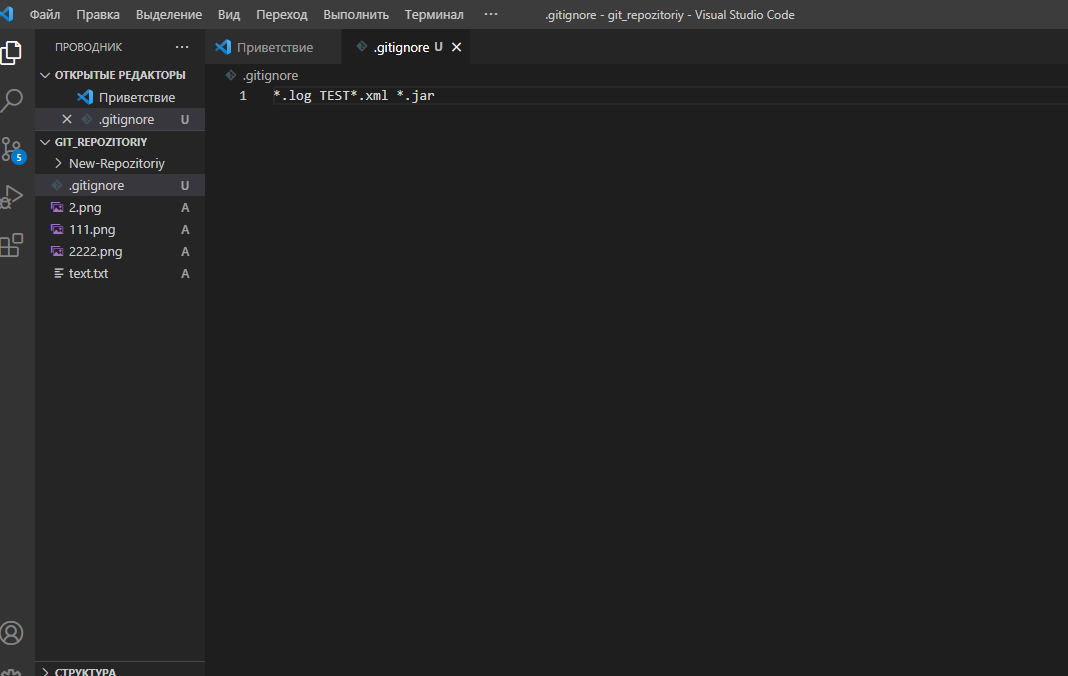 Файл Правка Выделение Вид Переход Выполнить Терминал ··· .gitignore - git_repozitoriy - Visual Studio Code
ПРОВОДНИК ···
ОТКРЫТЫЕ РЕДАКТОРЫ
Приветствие
.gitignore U
GIT_REPOZITORIY
New-Repozitoriy
.gitignore U
2.png A
111.png A
2222.png A
text.txt A
СТРУКТУРА
5
Приветствие .gitignore U
.gitignore
1 *.log TEST*.xml *.jar